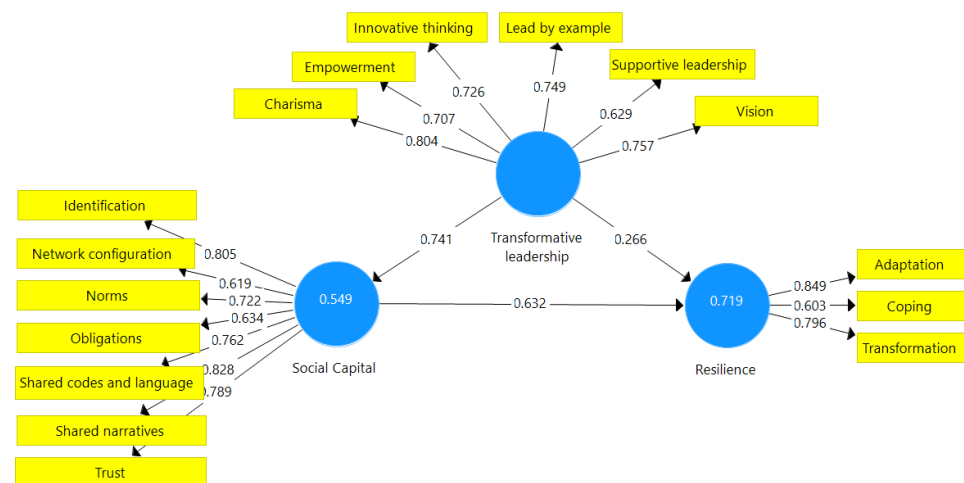 Innovative thinking
Lead by example
Empowerment
Supportive leadership
Charisma
Vision
0.726
0.749
0.707
0.629
0.804
0.757
Identification
Network configuration
Norms
Obligations
Shared codes and language
Shared narratives
Trust
0.805
0.619
0.722
0.634
0.762
0.828
0.789
0.741
Transformative
leadership
0.266
0.549
Social Capital
0.632
0.719
Resilience
Adaptation
0.849
Coping
0.603
0.796
Transformation